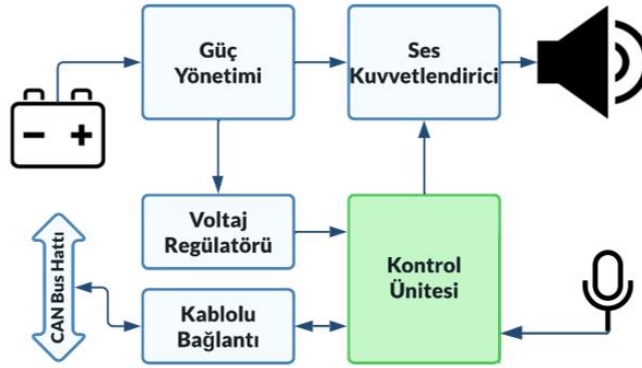 Güç
Yönetimi
Ses
Kuvvetlendirici
Voltaj
Regülatörü
Kontrol
Ünitesi
CAN Bus Hattı
Kablolu
Bağlantı